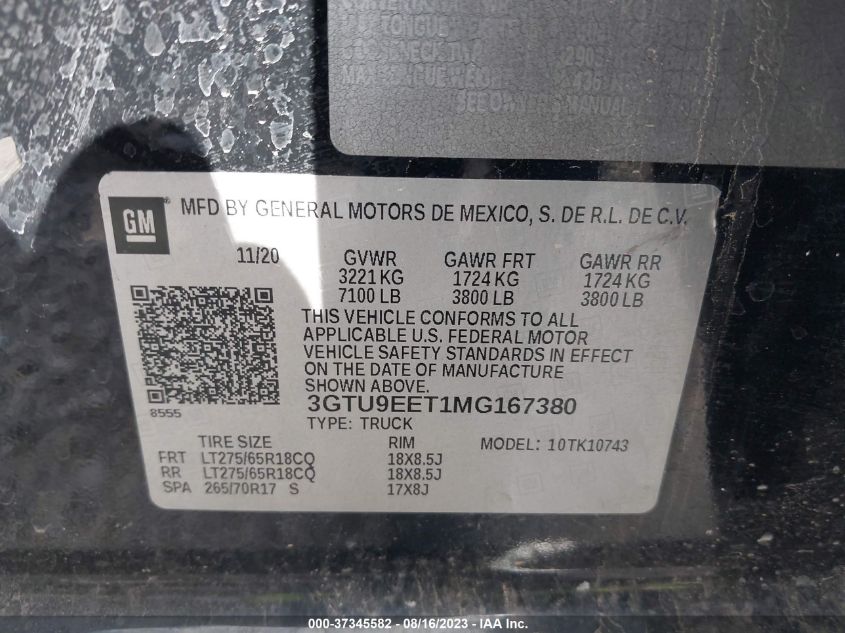 TONGUE
SEE OWNER'S MANUAL
GM
MFD BY GENERAL MOTORS DE MEXICO, S. DE R.L. DE C.V.
11/20 GVWR GAWR FRT GAWR RR
3221 KG 1724 KG 1724 KG
7100 LB 3800 LB 3800 LB
THIS VEHICLE CONFORMS TO ALL
APPLICABLE U.S. FEDERAL MOTOR
VEHICLE SAFETY STANDARDS IN EFFECT
ON THE DATE OF MANUFACTURE
SHOWN ABOVE.
8555
3GTU9EET1MG167380
TYPE: TRUCK
TIRE SIZE RIM MODEL: 10TK10743
FRT LT275/65R18CQ 18X8.5J
RR LT275/65R18CQ 18X8.5J
SPA 265/70R17 S 17X8J
000-37345582 - 08/16/2023 - IAA Inc.